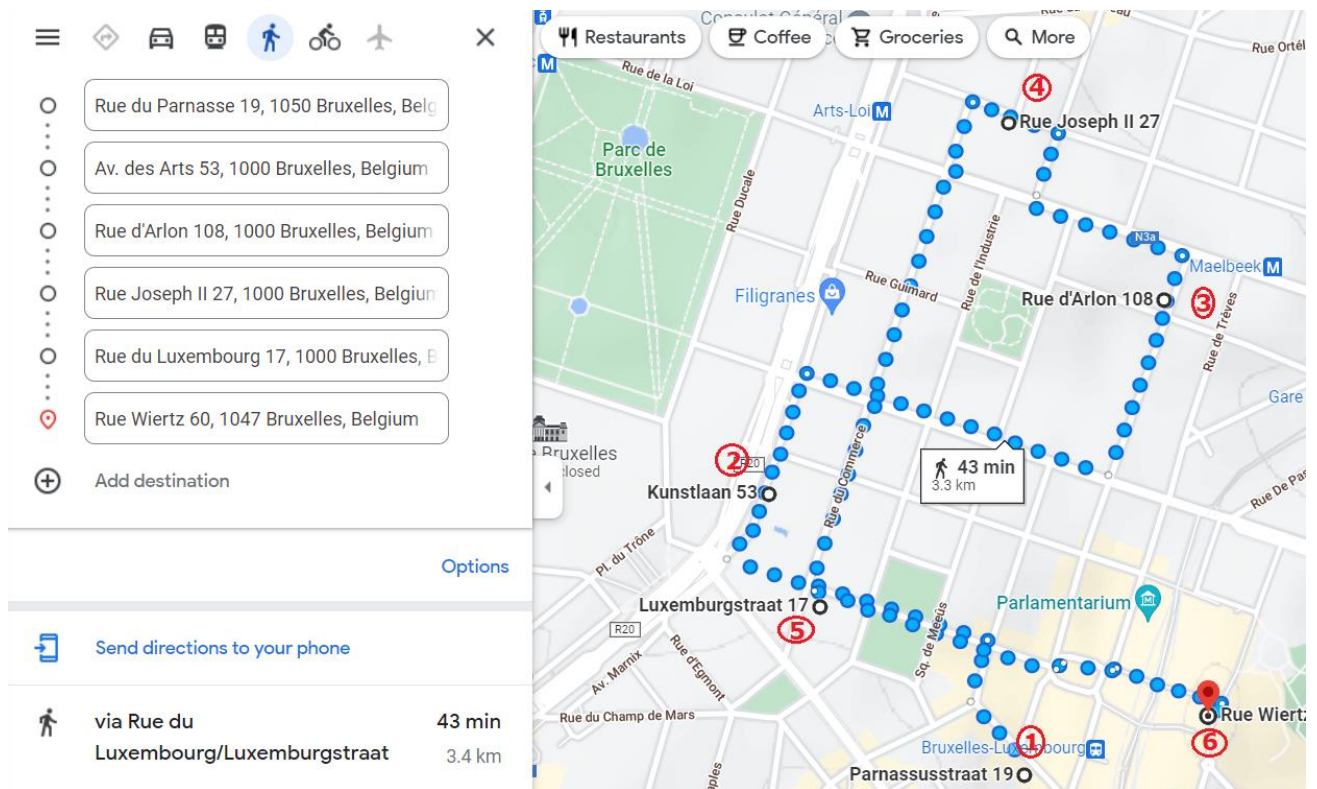 Rue du Parnasse 19, 1050 Bruxelles, Belg
Av. des Arts 53, 1000 Bruxelles, Belgium
Rue d'Arlon 108, 1000 Bruxelles, Belgium
Rue Joseph II 27, 1000 Bruxelles, Belgium
Rue du Luxembourg 17, 1000 Bruxelles, B
Rue Wiertz 60, 1047 Bruxelles, Belgium
Add destination
Options
Send directions to your phone
via Rue du
Luxembourg/Luxemburgstraat
43 min
3.4 km
Restaurants
Coffee
Groceries
More
Consulat Général
Rue Ortél
M
Rue de la Loi
Arts-Loi M
④
Rue Joseph II 27
Parc de
Bruxelles
Rue Ducale
N3a
Maelbeek M
Rue de l'Industrie
Rue Guimard
Filigranes
Rue d'Arlon 108
③
Rue de Trèves
Gare
Bruxelles
closed
②
R20
Kunstlaan 53
Rue du Commerce
43 min
3.3 km
Rue De Pas
Pl. du Trône
Luxemburgstraat 17
⑤
Parlamentarium
R20
Sq. de Meeûs
Rue d'Egmont
Av. Marnix
Rue du Champ de Mars
①
Bruxelles-Luxembourg
Parnassusstraat 19
Rue Wiertz
⑥
aples